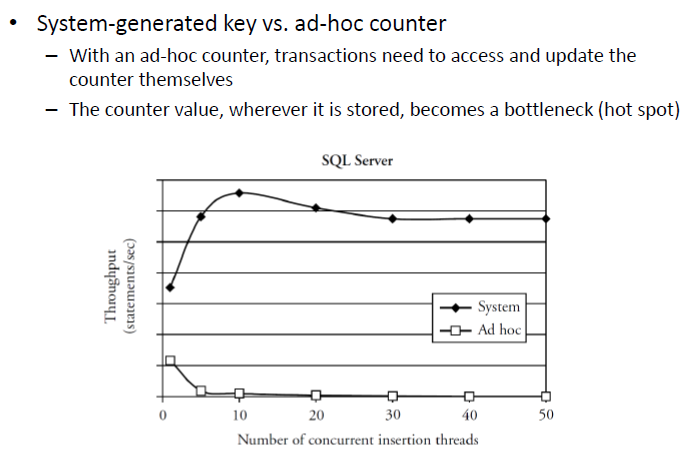 • System-generated key vs. ad-hoc counter
– With an ad-hoc counter, transactions need to access and update the
counter themselves
– The counter value, wherever it is stored, becomes a bottleneck (hot spot)
SQL Server
Throughput
(statements/sec)
System
Ad hoc
0 10 20 30 40 50
Number of concurrent insertion threads